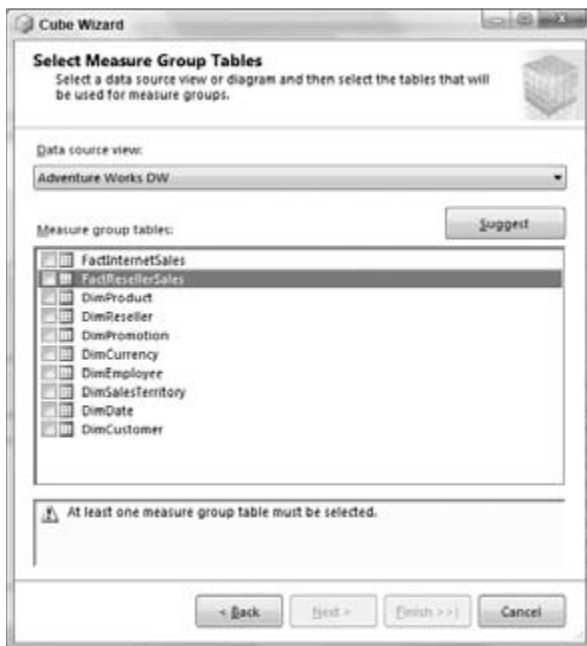 Cube Wizard
Select Measure Group Tables
Select a data source view or diagram and then select the tables that will
be used for measure groups.
Data source view:
Adventure Works DW
Measure group tables:
Suggest
FactInternetSales
FactResellerSales
DimProduct
DimReseller
DimPromotion
DimCurrency
DimEmployee
DimSalesTerritory
DimDate
DimCustomer
At least one measure group table must be selected.
< Back
Next >
Finish >>|
Cancel